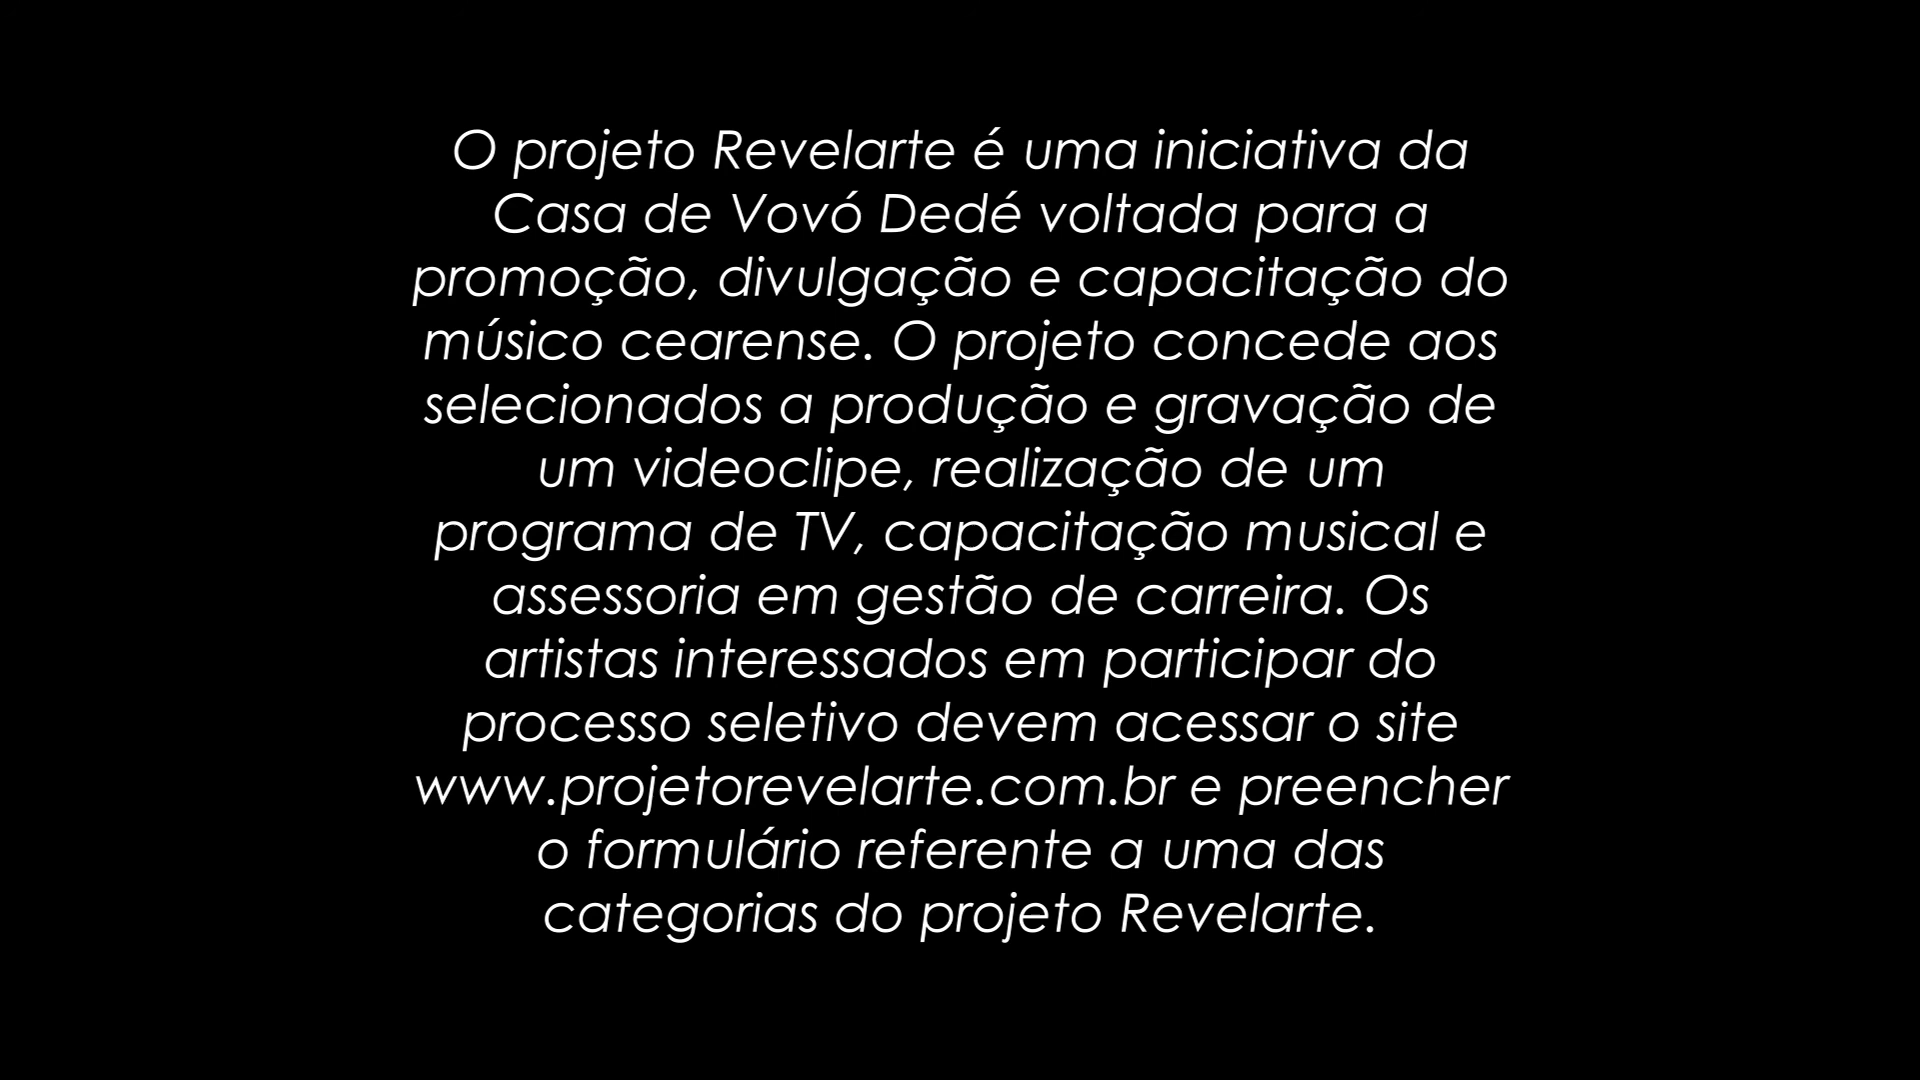 O projeto Revelarte é uma iniciativa da
Casa de Vovó Dedé voltada para a
promoção, divulgação e capacitação do
músico cearense. O projeto concede aos
selecionados a produção e gravação de
um videoclipe, realização de um
programa de TV, capacitação musical e
assessoria em gestão de carreira. Os
artistas interessados em participar do
processo seletivo devem acessar o site
www.projetorevelarte.com.br e preencher
o formulário referente a uma das
categorias do projeto Revelarte.